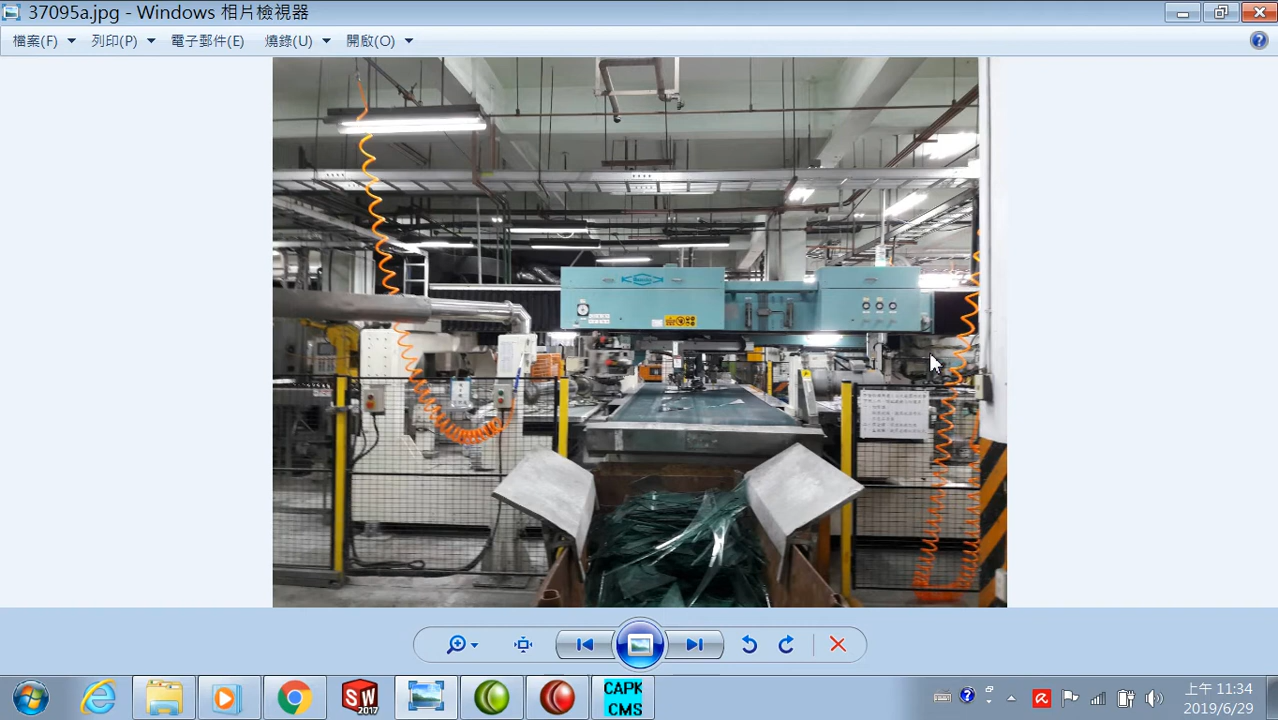 37095a.jpg - Windows 相片檢視器
檔案(F) 列印(P) 電子郵件(E) 燒錄(U) 開啟(O)
SW
2017
CAPK
CMS
上午 11:34
2019/6/29